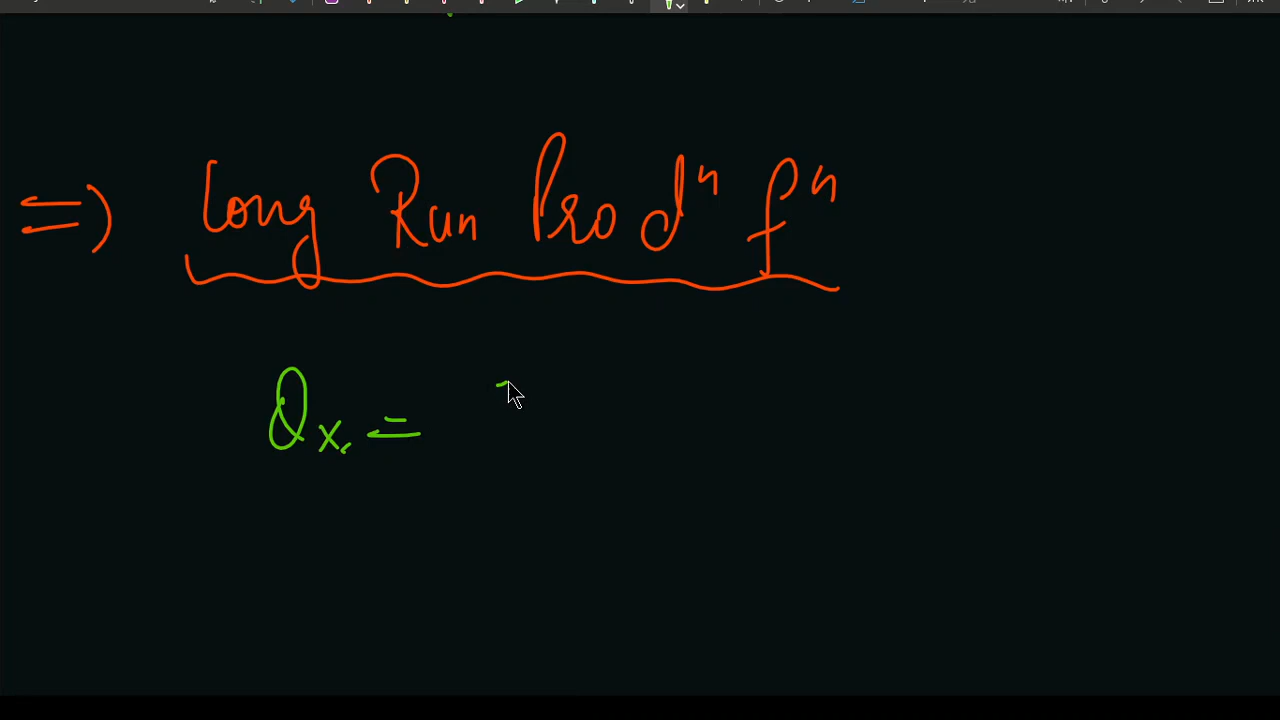 ⇒ Long Run Prodⁿ fⁿ
Qₓ =